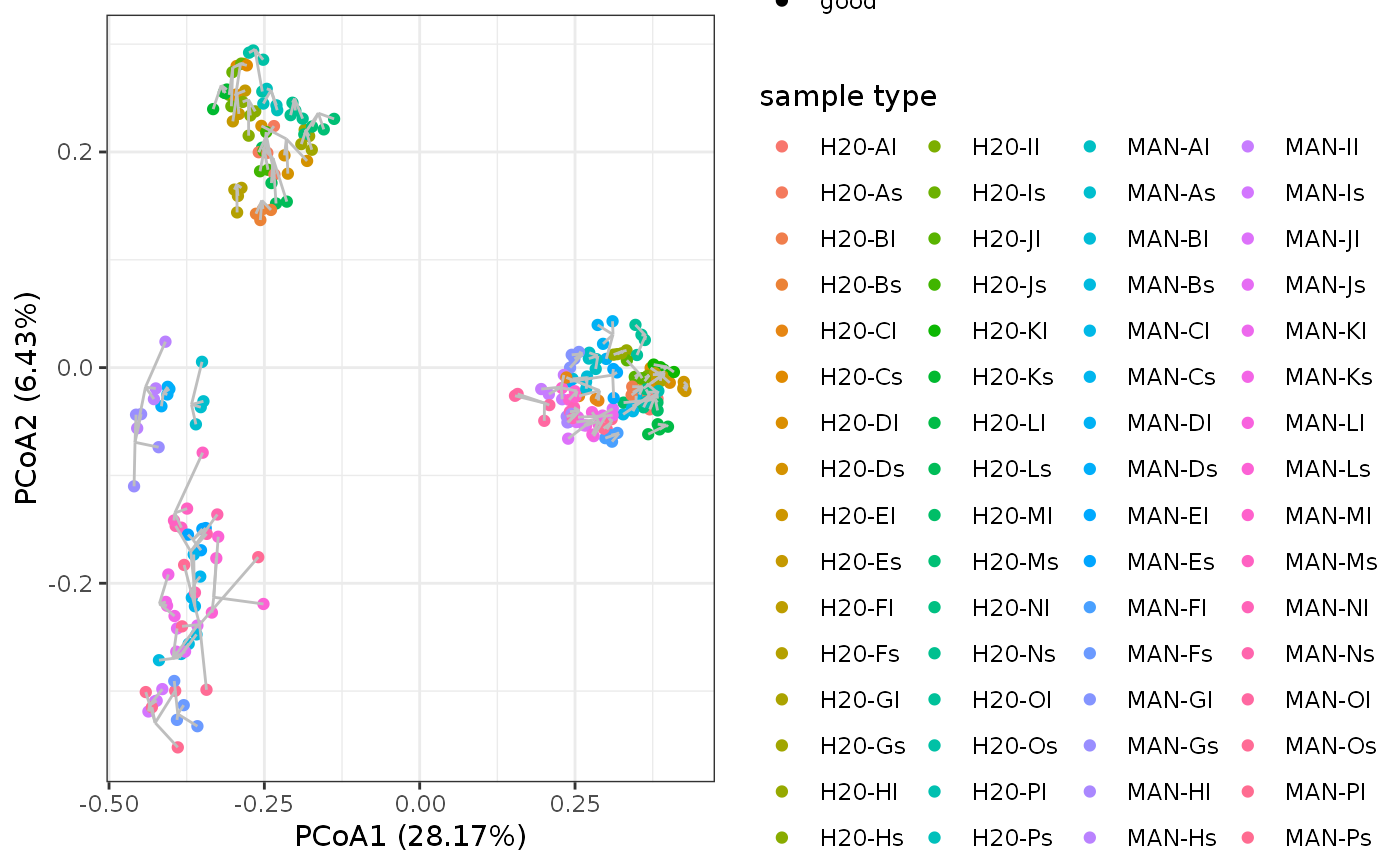 good
sample type
H20-Al H20-Il MAN-Al MAN-Il
H20-As H20-Is MAN-As MAN-Is
H20-Bl H20-Jl MAN-Bl MAN-Jl
H20-Bs H20-Js MAN-Bs MAN-Js
H20-Cl H20-Kl MAN-Cl MAN-Kl
H20-Cs H20-Ks MAN-Cs MAN-Ks
H20-Dl H20-Ll MAN-Dl MAN-Ll
H20-Ds H20-Ls MAN-Ds MAN-Ls
H20-El H20-Ml MAN-El MAN-Ml
H20-Es H20-Ms MAN-Es MAN-Ms
H20-Fl H20-Nl MAN-Fl MAN-Nl
H20-Fs H20-Ns MAN-Fs MAN-Ns
H20-Gl H20-Ol MAN-Gl MAN-Ol
H20-Gs H20-Os MAN-Gs MAN-Os
H20-Hl H20-Pl MAN-Hl MAN-Pl
H20-Hs H20-Ps MAN-Hs MAN-Ps
PCoA2 (6.43%)
0.2
0.0
-0.2
-0.50 -0.25 0.00 0.25
PCoA1 (28.17%)